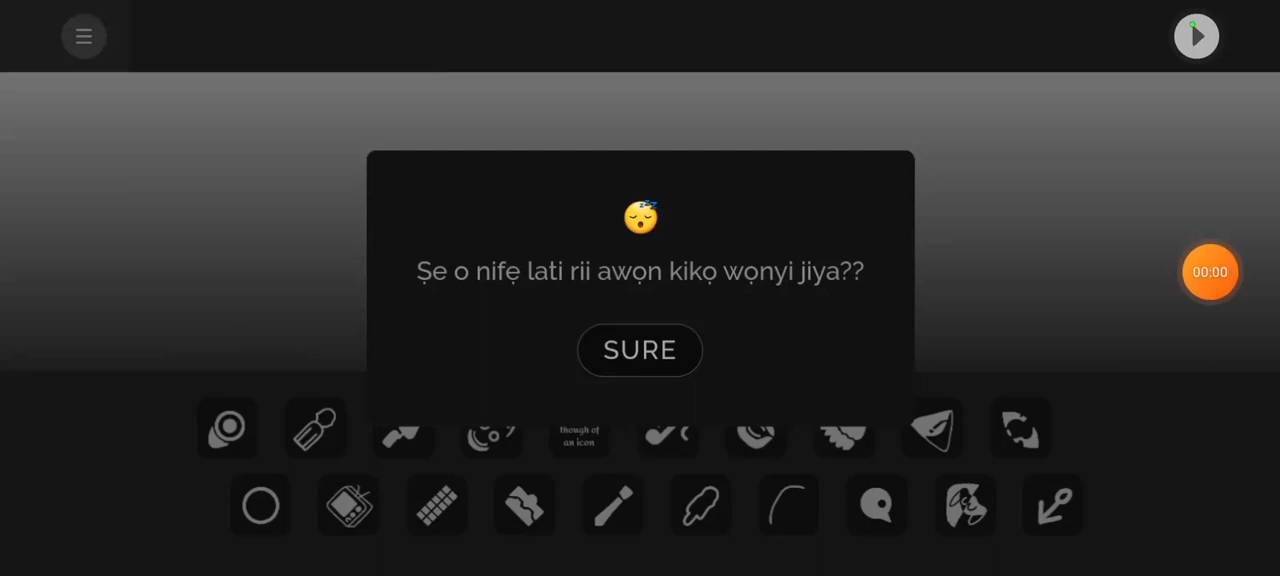 Ṣe o nifẹ lati rii awọn kikọ wọnyi jiya??
SURE
00:00
though of
an icon